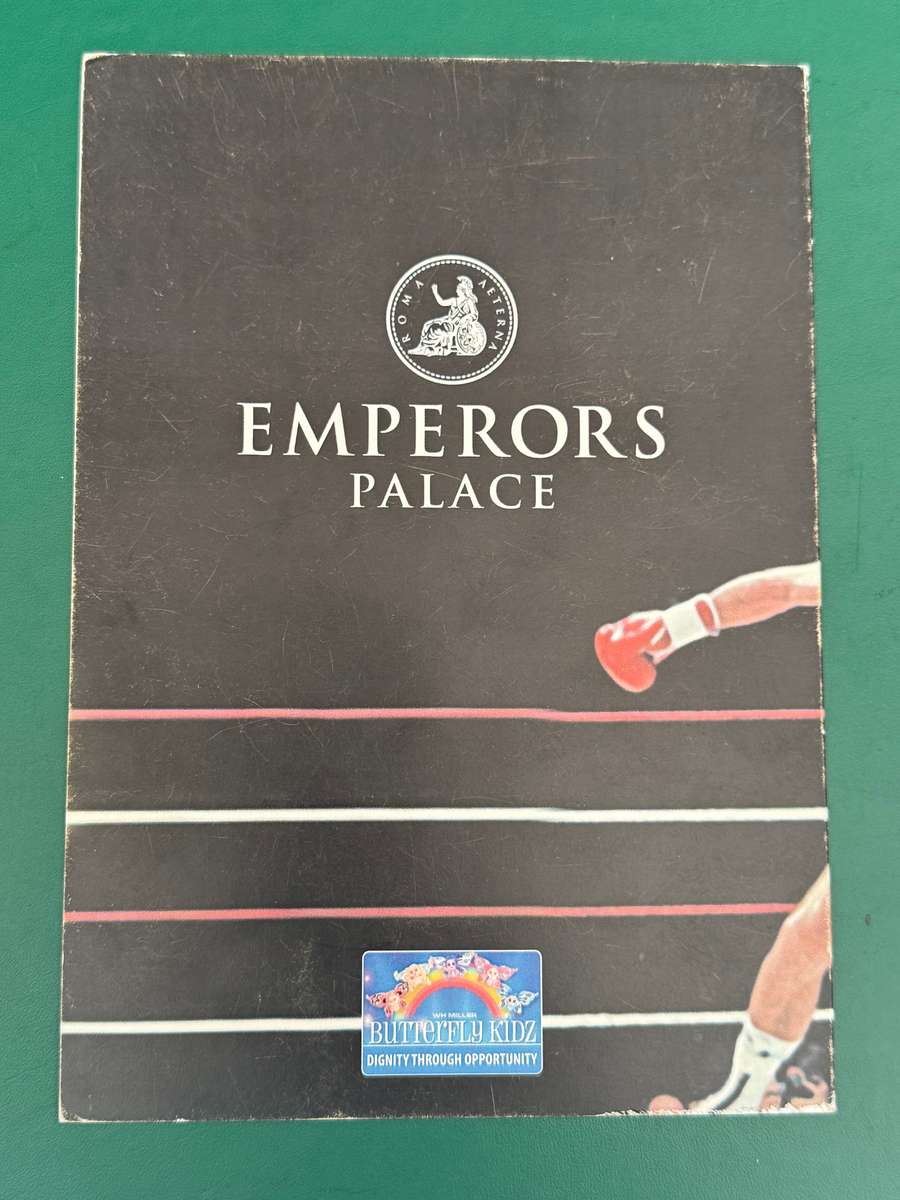 ROMA AETERNA
EMPERORS
PALACE
WH MILLER
BUTTERFLY KIDZ
DIGNITY THROUGH OPPORTUNITY